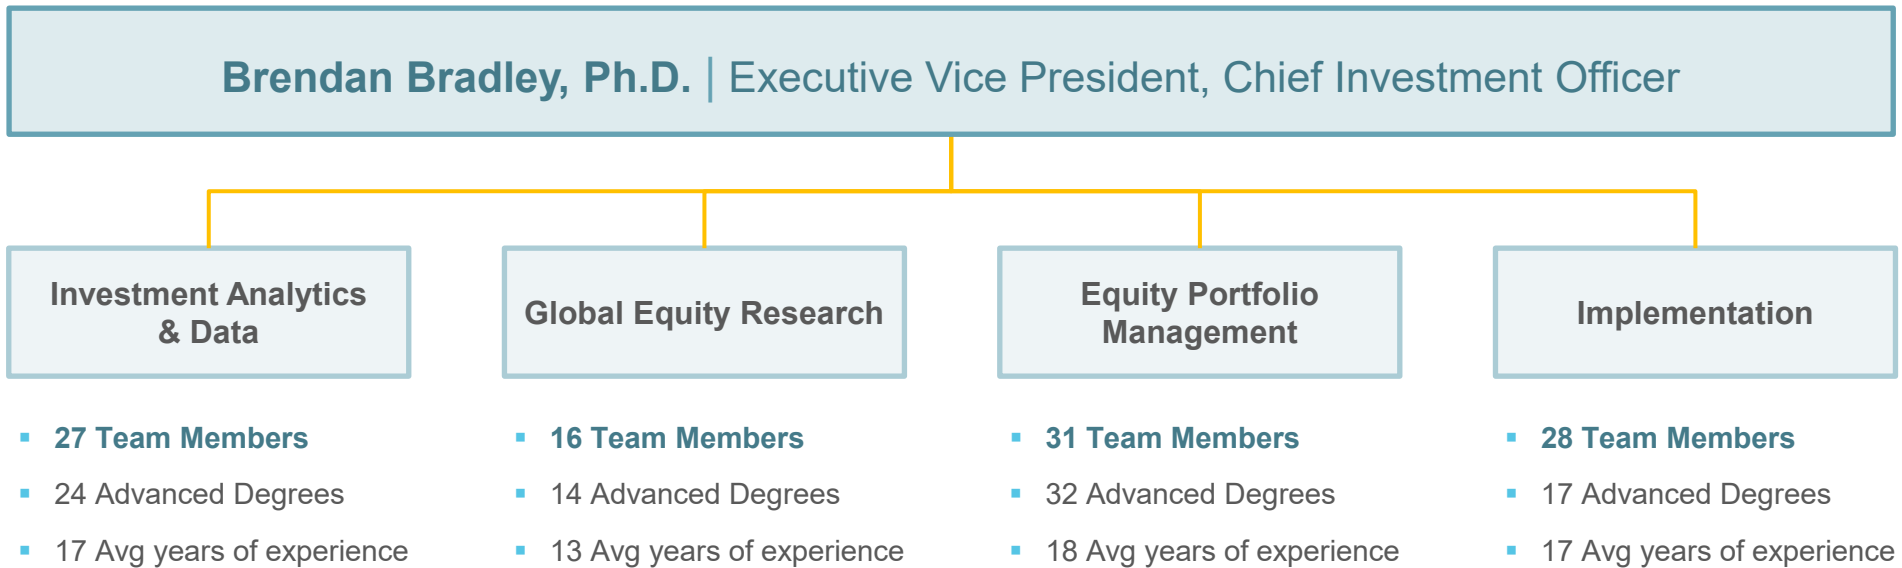 Brendan Bradley, Ph.D. | Executive Vice President, Chief Investment Officer
Investment Analytics
& Data
▪ 27 Team Members
▪ 24 Advanced Degrees
▪ 17 Avg years of experience
Global Equity Research
▪ 16 Team Members
▪ 14 Advanced Degrees
▪ 13 Avg years of experience
Equity Portfolio
Management
▪ 31 Team Members
▪ 32 Advanced Degrees
▪ 18 Avg years of experience
Implementation
▪ 28 Team Members
▪ 17 Advanced Degrees
▪ 17 Avg years of experience